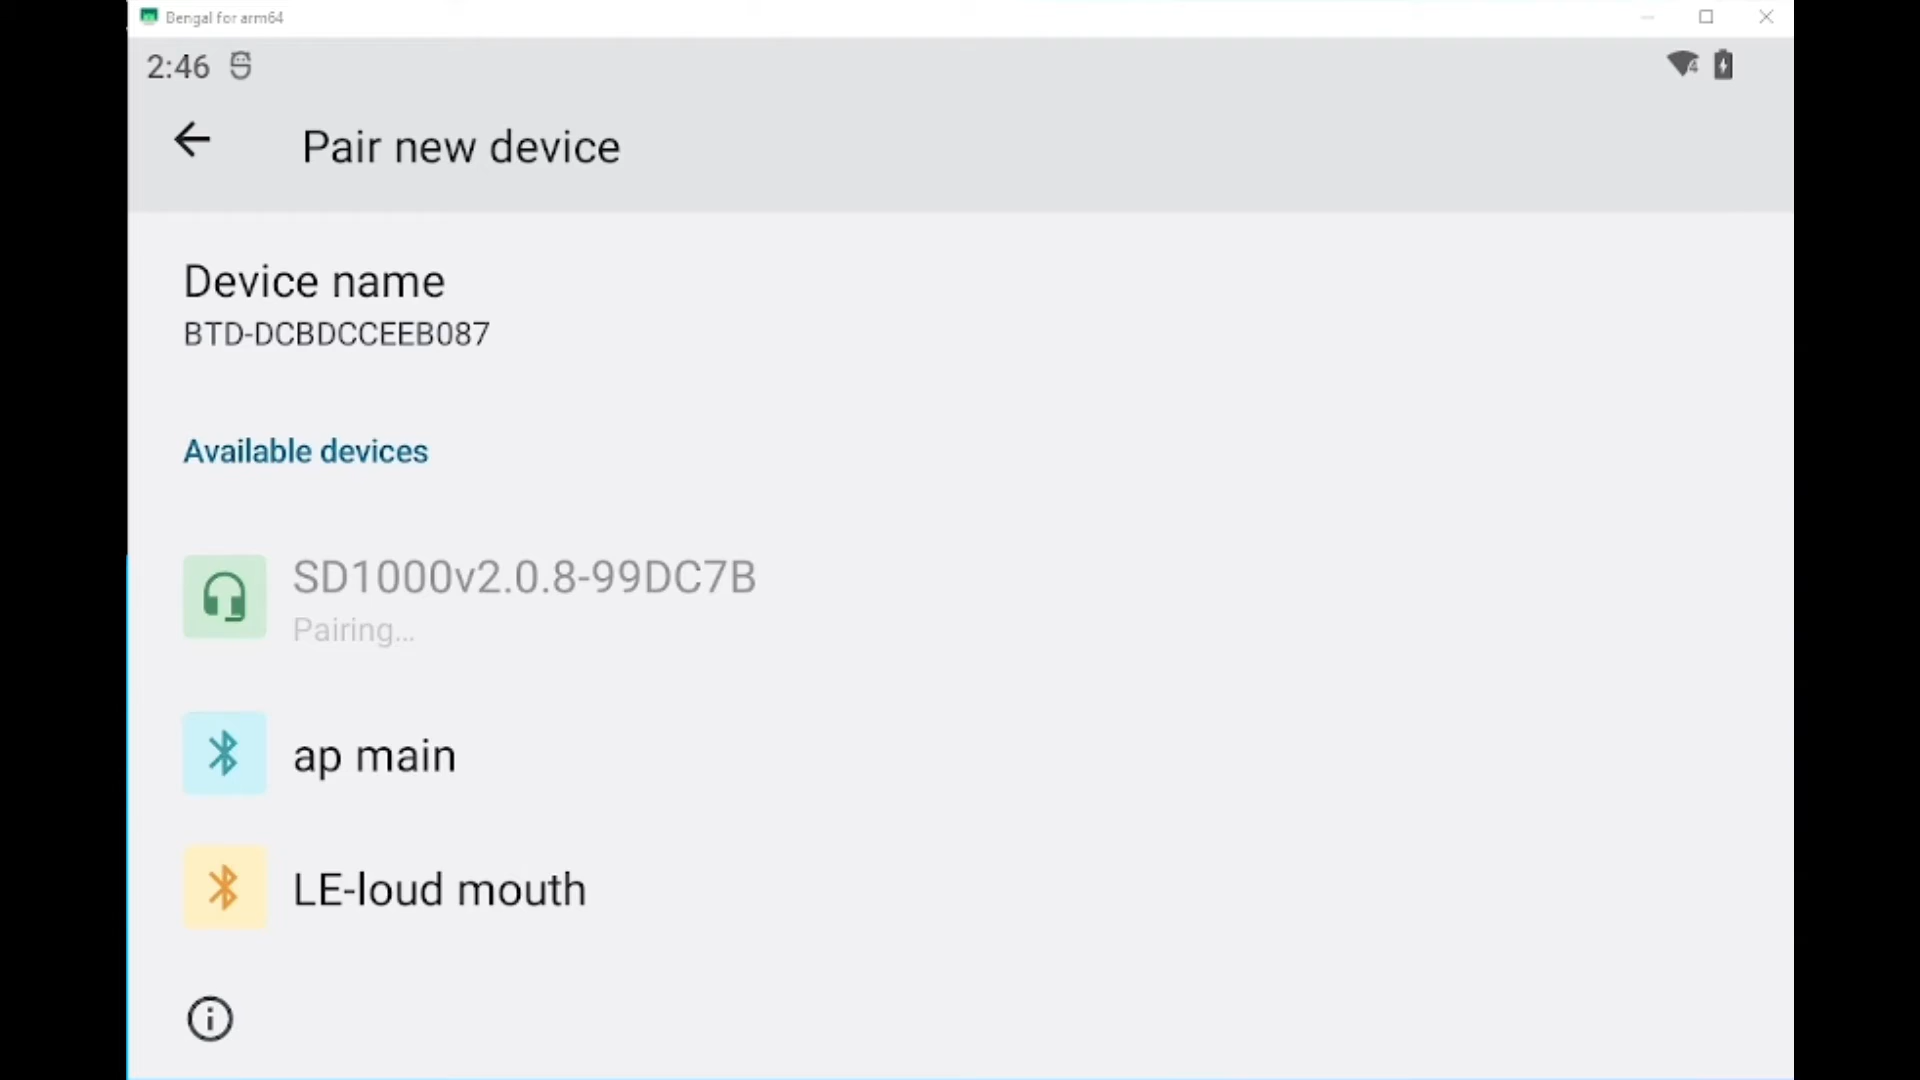 Bengal for arm64
2:46
Pair new device
Device name
BTD-DCBDCCEEB087
Available devices
SD1000v2.0.8-99DC7B
Pairing...
ap main
LE-loud mouth